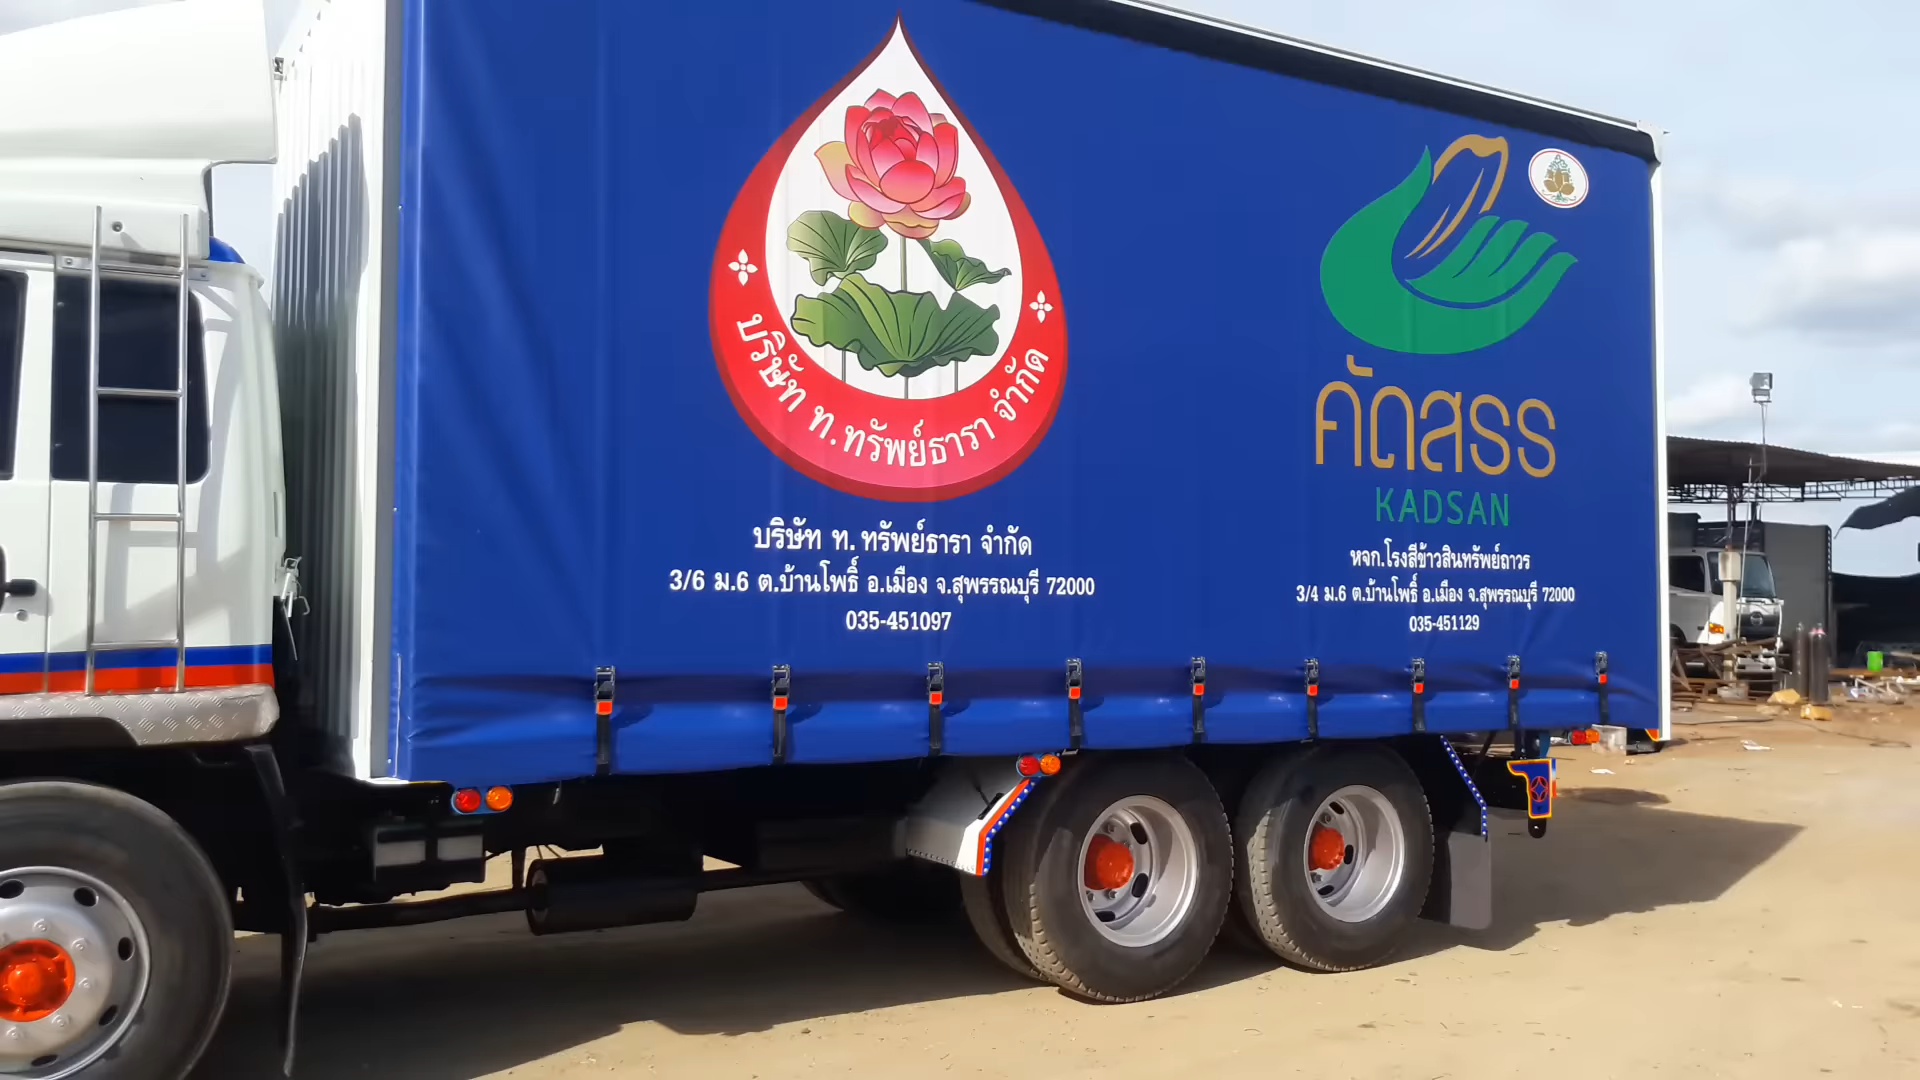 บริษัท ท.ทรัพย์ธารา จำกัด
บริษัท ท. ทรัพย์ธารา จำกัด
3/6 ม.6 ต.บ้านโพธิ์ อ.เมือง จ.สุพรรณบุรี 72000
035-451097
คัดสรร
KADSAN
หจก.โรงสีข้าวสินทรัพย์ถาวร
3/4 ม.6 ต.บ้านโพธิ์ อ.เมือง จ.สุพรรณบุรี 72000
035-451129